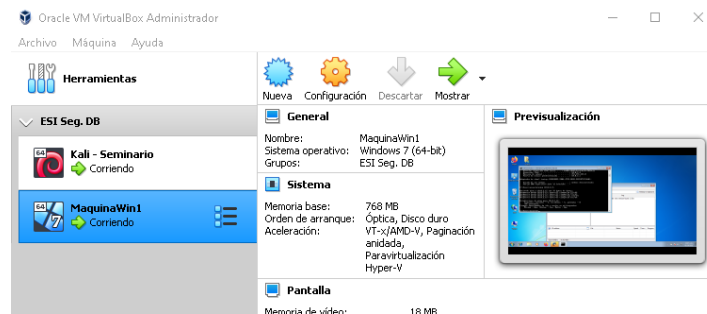 Oracle VM VirtualBox Administrador
Archivo Máquina Ayuda
Herramientas
Nueva Configuración Descartar Mostrar
ESI Seg. DB
64
Kali - Seminario
Corriendo
64
7
MaquinaWin1
Corriendo
General
Nombre: MaquinaWin1
Sistema operativo: Windows 7 (64-bit)
Grupos: ESI Seg. DB
Sistema
Memoria base: 768 MB
Orden de arranque: Óptica, Disco duro
Aceleración: VT-x/AMD-V, Paginación
anidada,
Paravirtualización
Hyper-V
Pantalla
Memoria de vídeo: 18 MB
Previsualización